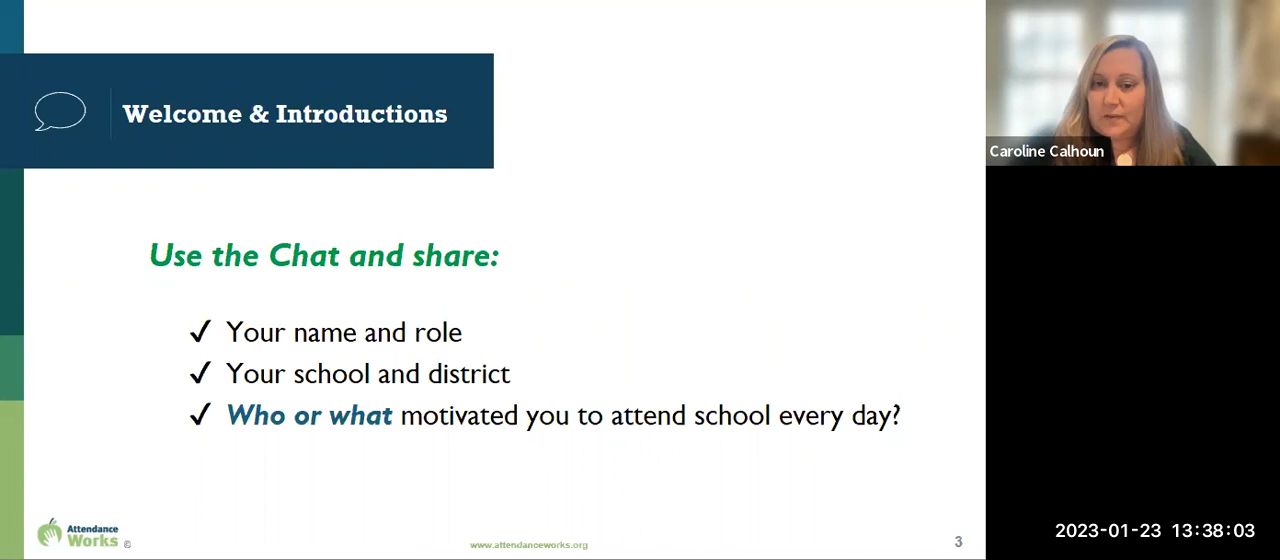 Welcome & Introductions
Caroline Calhoun
Use the Chat and share:
✓ Your name and role
✓ Your school and district
✓ Who or what motivated you to attend school every day?
Attendance
Works ©
www.attendanceworks.org
3
2023-01-23 13:38:03